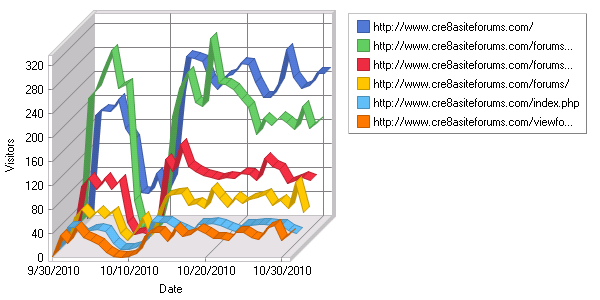 Visitors
320
280
240
200
160
120
80
40
0
9/30/2010 10/10/2010 10/20/2010 10/30/2010
Date
http://www.cre8asiteforums.com/
http://www.cre8asiteforums.com/forums...
http://www.cre8asiteforums.com/forums...
http://www.cre8asiteforums.com/forums/
http://www.cre8asiteforums.com/index.php
http://www.cre8asiteforums.com/viewfo...